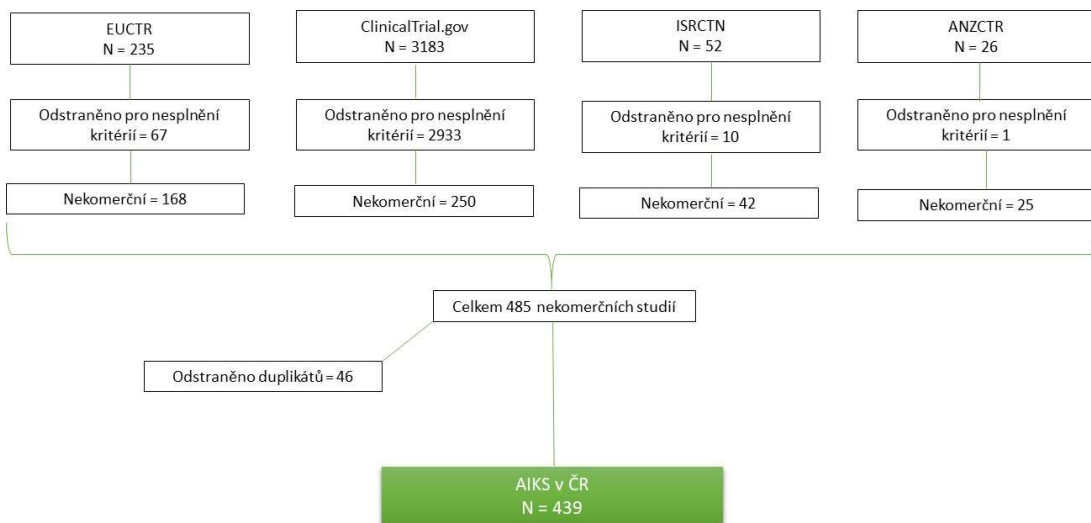 EUCTR
N = 235
ClinicalTrial.gov
N = 3183
ISRCTN
N = 52
ANZCTR
N = 26
Odstraněno pro nesplnění
kritérií = 67
Odstraněno pro nesplnění
kritérií = 2933
Odstraněno pro nesplnění
kritérií = 10
Odstraněno pro nesplnění
kritérií = 1
Nekomerční = 168
Nekomerční = 250
Nekomerční = 42
Nekomerční = 25
Celkem 485 nekomerčních studií
Odstraněno duplikátů = 46
AIKS v ČR
N = 439